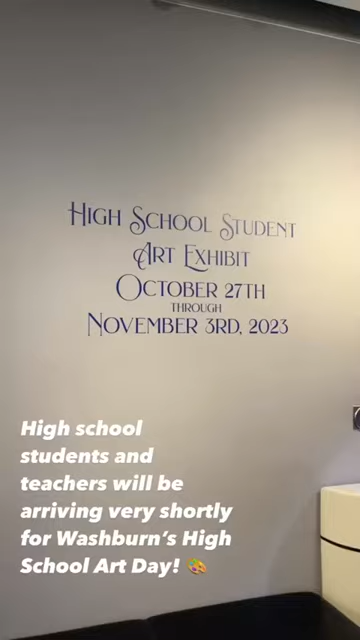 High School Student
Art Exhibit
October 27th
through
November 3rd, 2023
High school
students and
teachers will be
arriving very shortly
for Washburn's High
School Art Day! 🎨